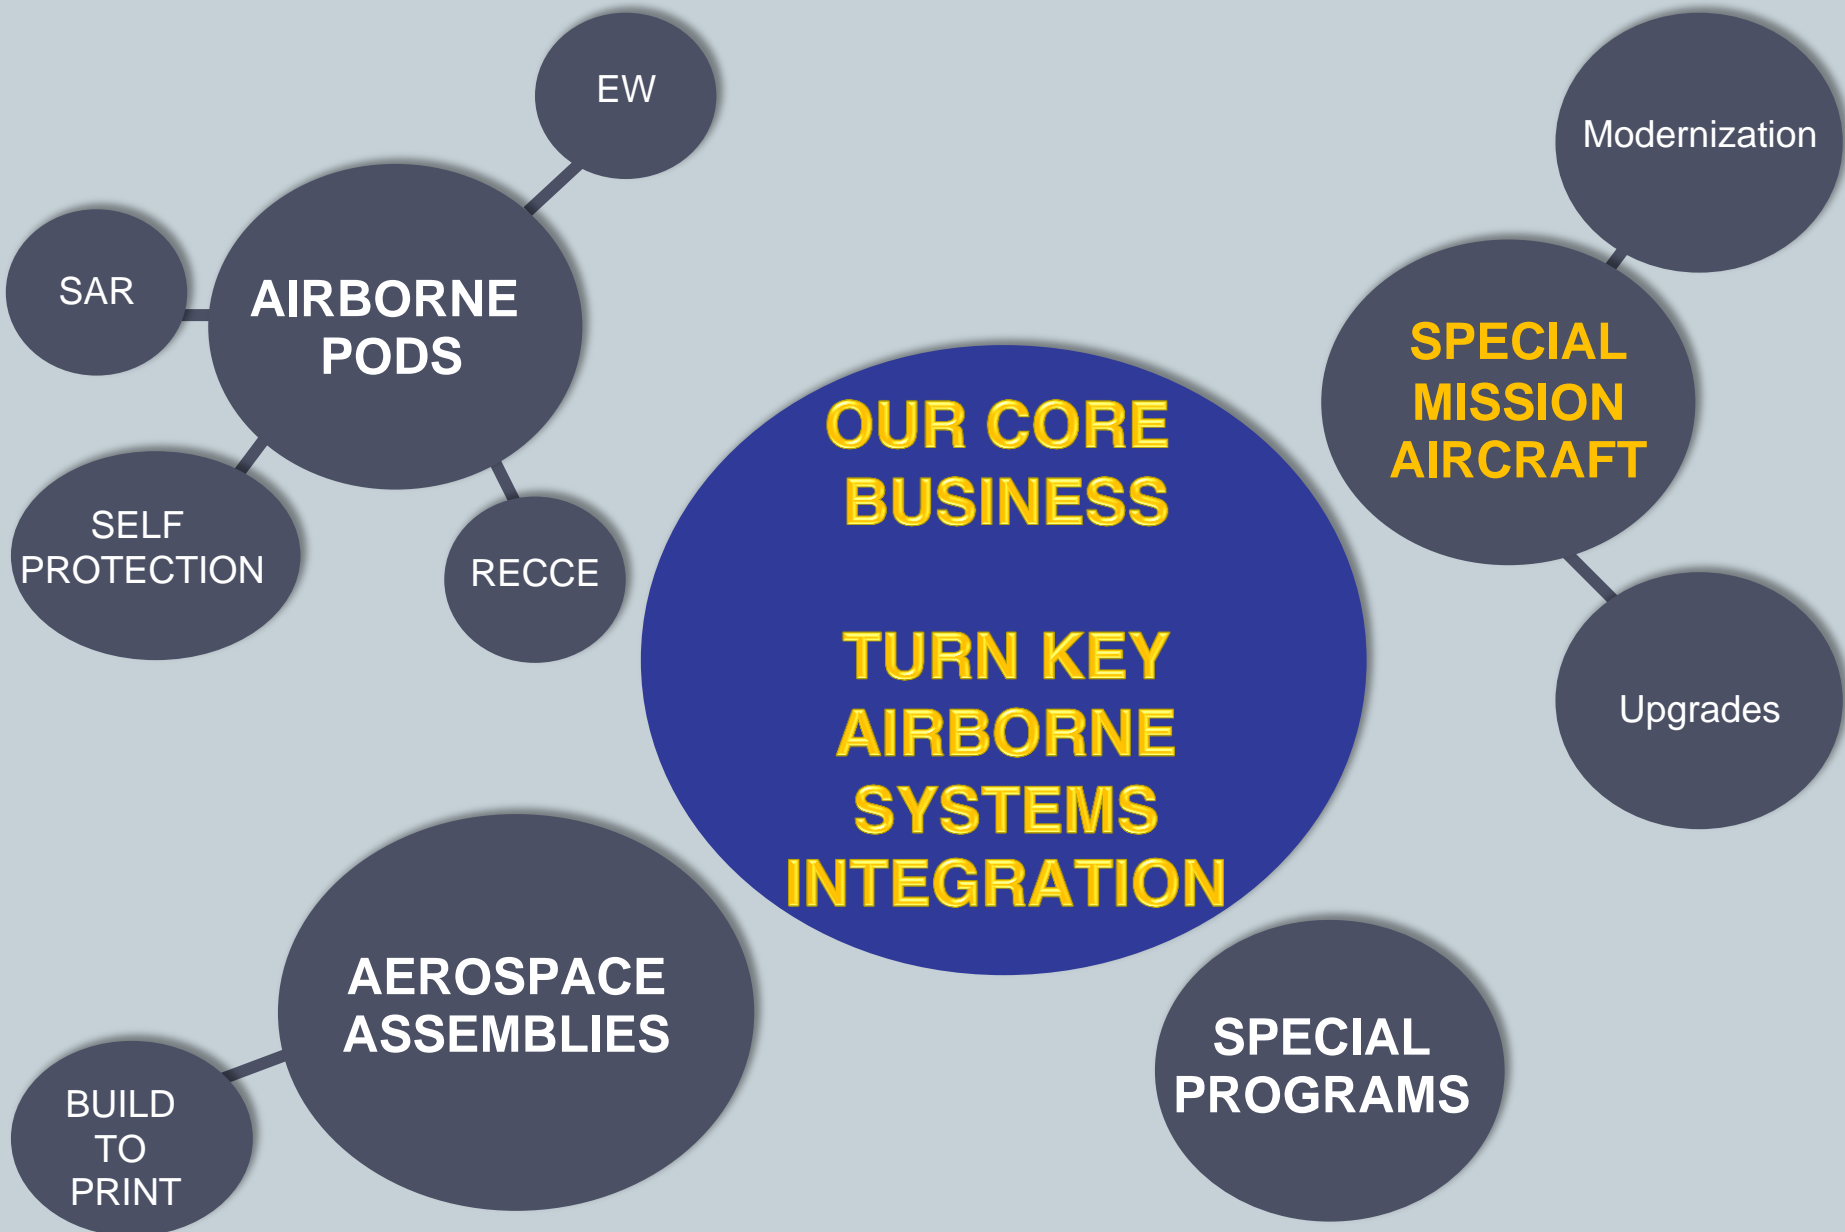 EW
SAR
AIRBORNE
PODS
SELF
PROTECTION
RECCE
OUR CORE
BUSINESS
TURN KEY
AIRBORNE
SYSTEMS
INTEGRATION
Modernization
SPECIAL
MISSION
AIRCRAFT
Upgrades
AEROSPACE
ASSEMBLIES
BUILD
TO
PRINT
SPECIAL
PROGRAMS